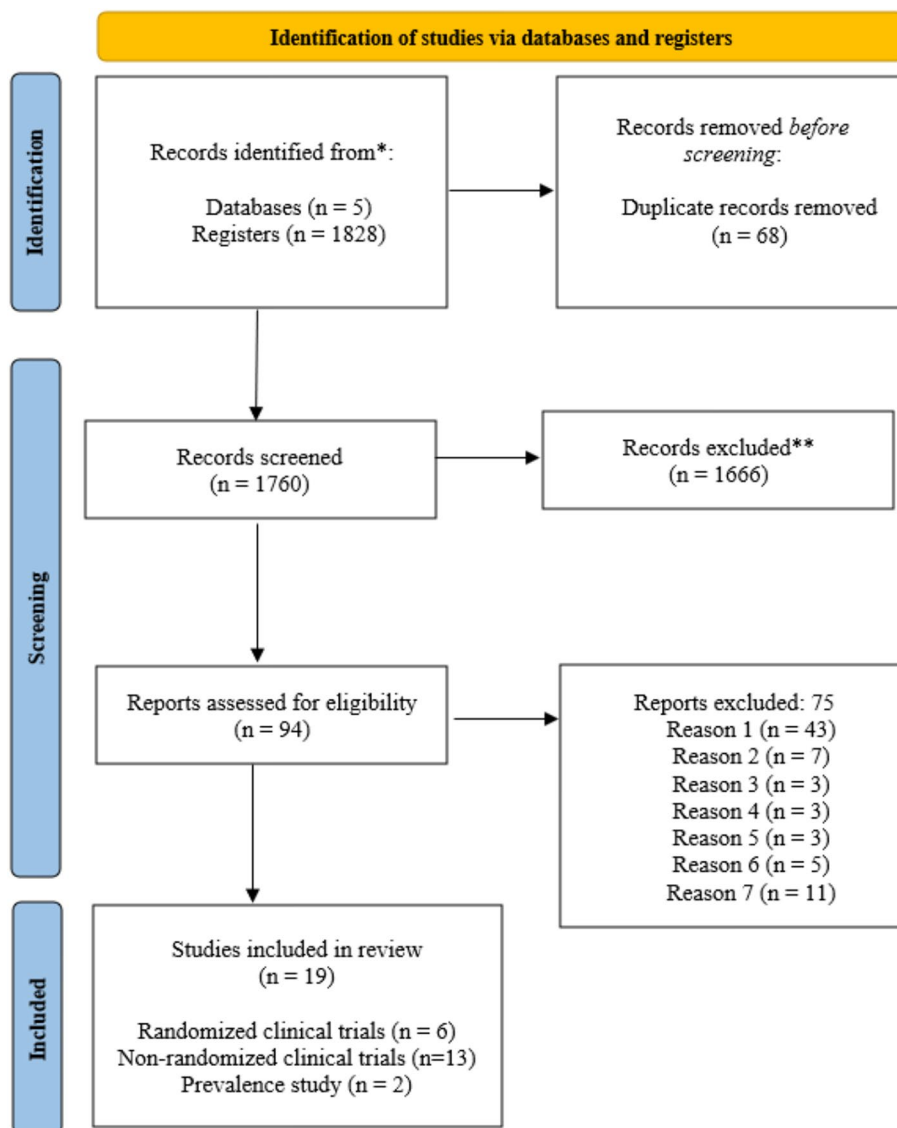 Identification of studies via databases and registers
Identification
Records identified from*:
Databases (n = 5)
Registers (n = 1828)
Records removed before
screening:
Duplicate records removed
(n = 68)
Screening
Records screened
(n = 1760)
Records excluded**
(n = 1666)
Reports assessed for eligibility
(n = 94)
Reports excluded: 75
Reason 1 (n = 43)
Reason 2 (n = 7)
Reason 3 (n = 3)
Reason 4 (n = 3)
Reason 5 (n = 3)
Reason 6 (n = 5)
Reason 7 (n = 11)
Included
Studies included in review
(n = 19)
Randomized clinical trials (n = 6)
Non-randomized clinical trials (n=13)
Prevalence study (n = 2)